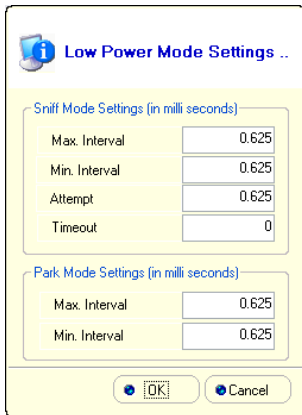 Low Power Mode Settings ..
Sniff Mode Settings (in milli seconds)
Max. Interval 0.625
Min. Interval 0.625
Attempt 0.625
Timeout 0
Park Mode Settings (in milli seconds)
Max. Interval 0.625
Min. Interval 0.625
OK Cancel